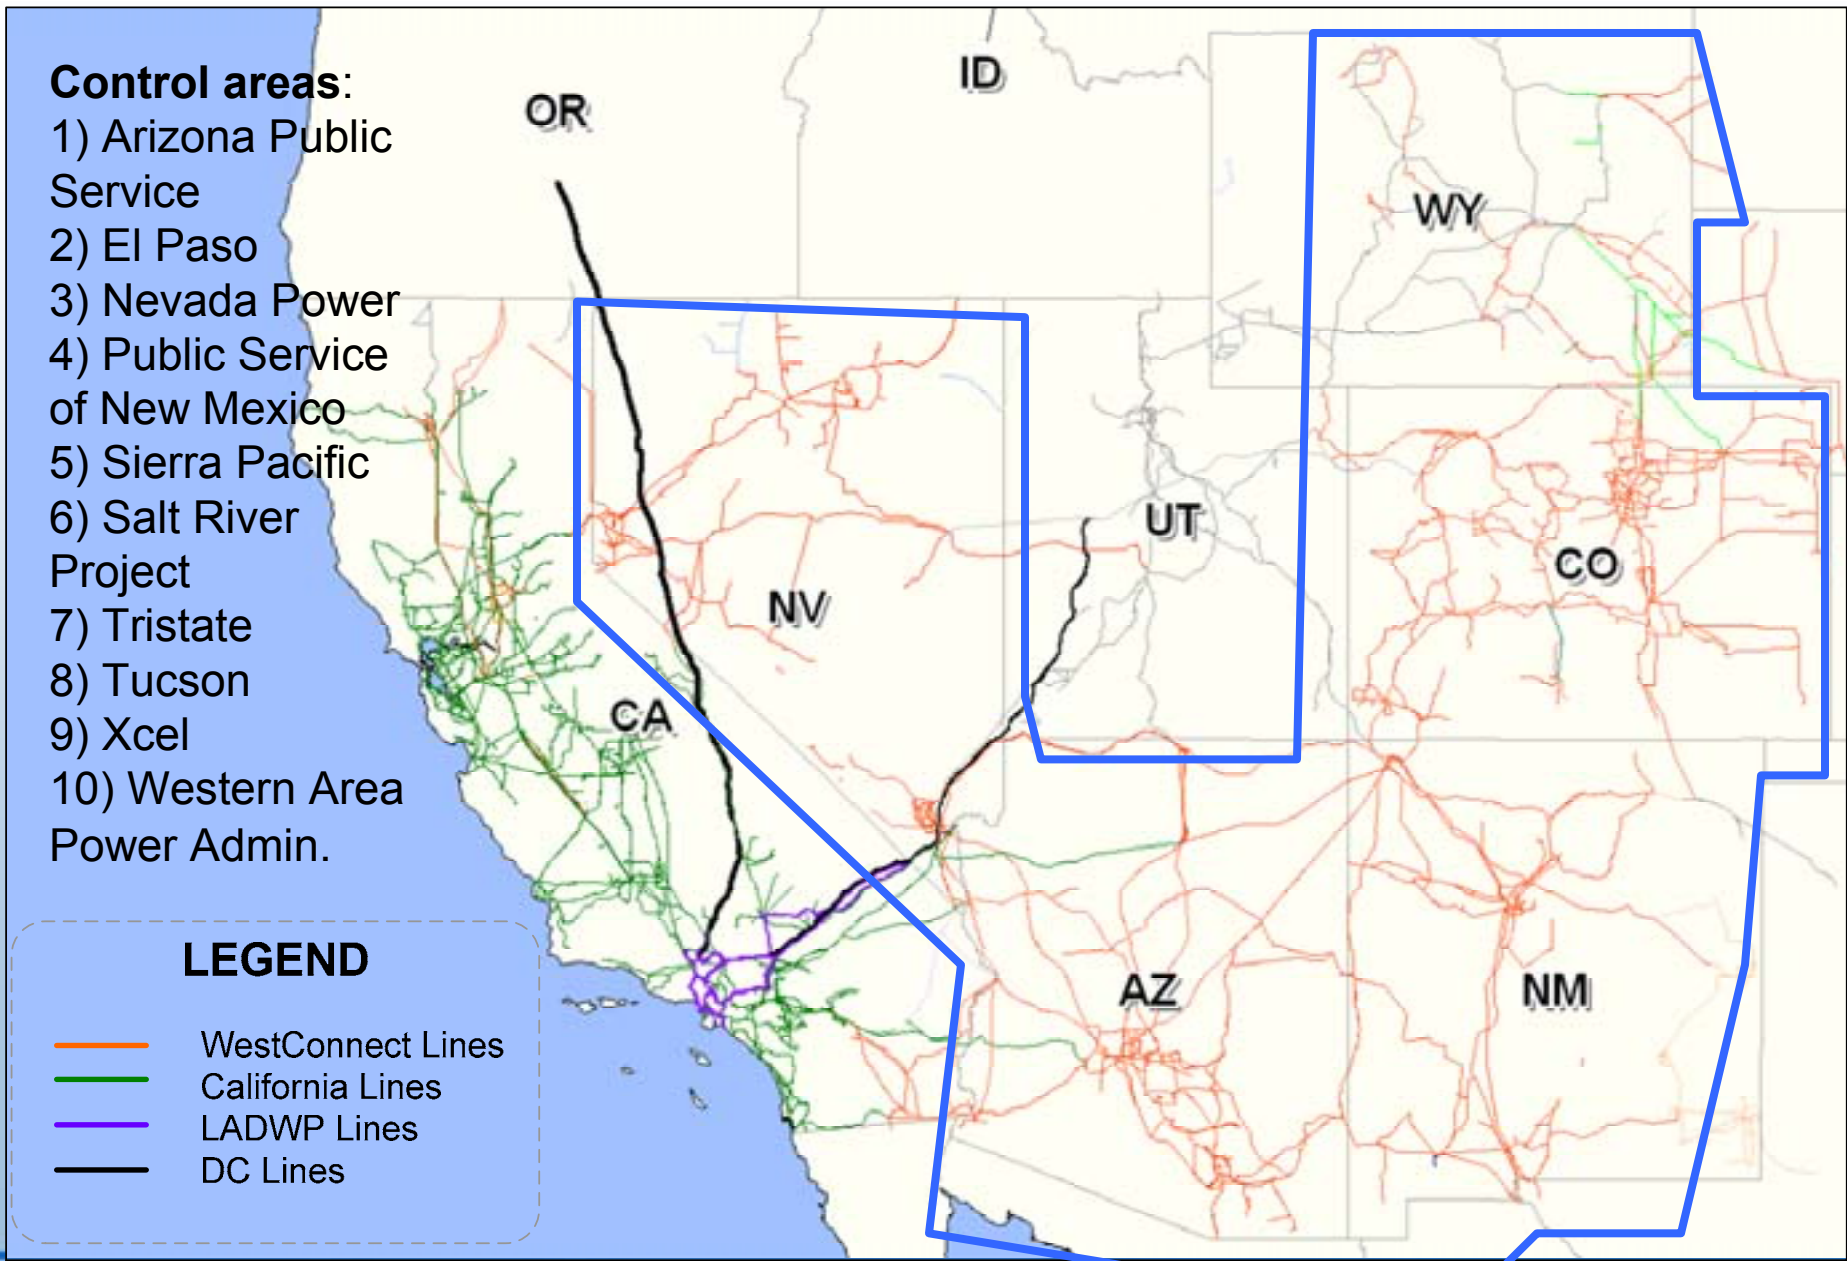 Control areas:
1) Arizona Public
Service
2) El Paso
3) Nevada Power
4) Public Service
of New Mexico
5) Sierra Pacific
6) Salt River
Project
7) Tristate
8) Tucson
9) Xcel
10) Western Area
Power Admin.
OR
ID
WY
NV
UT
CO
CA
AZ
NM
LEGEND
WestConnect Lines
California Lines
LADWP Lines
DC Lines